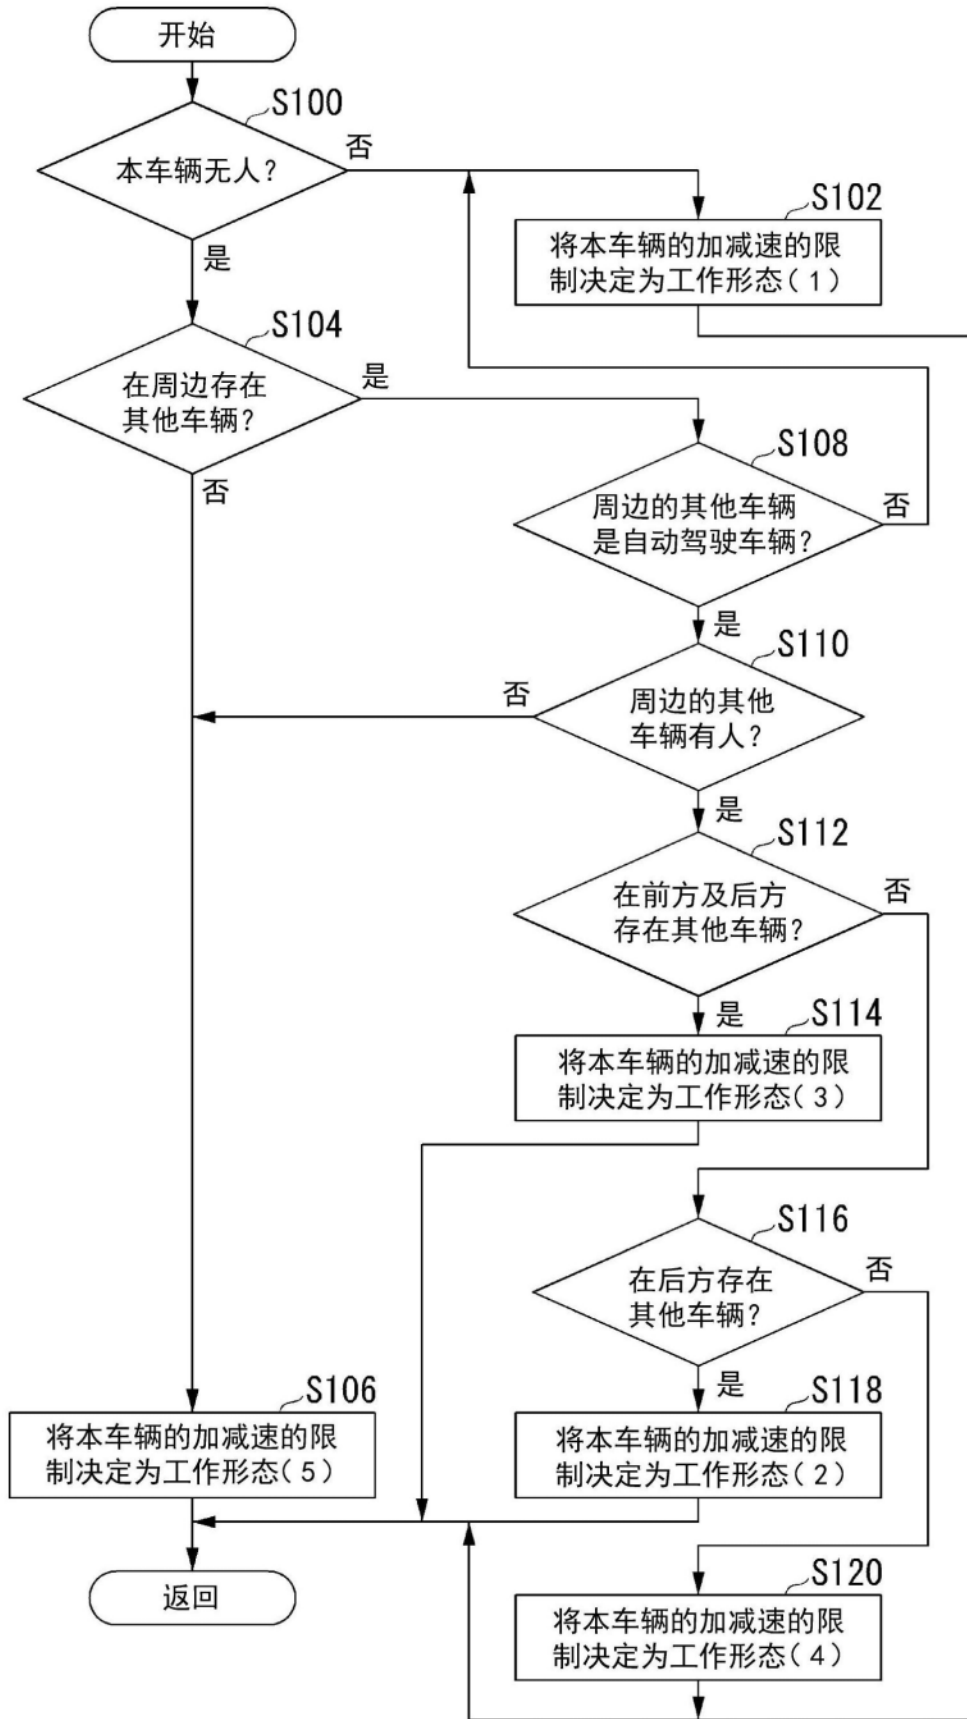 开始
S100
本车辆无人?
否
是
S102
将本车辆的加减速的限
制决定为工作形态(1)
S104
在周边存在
其他车辆?
是
否
S108
周边的其他车辆
是自动驾驶车辆?
否
是
S110
周边的其他
车辆有人?
否
是
S112
在前方及后方
存在其他车辆?
否
是
S114
将本车辆的加减速的限
制决定为工作形态(3)
S116
在后方存在
其他车辆?
否
是
S106
将本车辆的加减速的限
制决定为工作形态(5)
S118
将本车辆的加减速的限
制决定为工作形态(2)
返回
S120
将本车辆的加减速的限
制决定为工作形态(4)